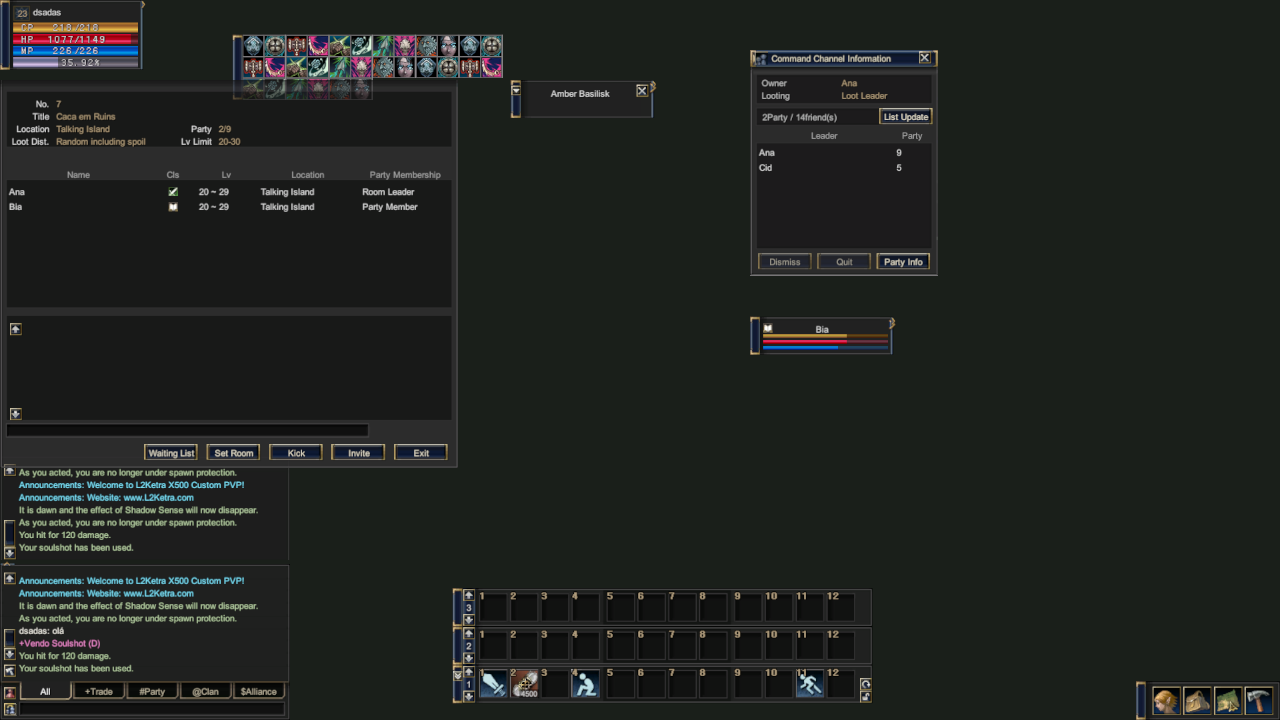 23 dsadas
CP 213/218
HP 1077/1149
MP 226/226
35.92%
No. 7
Title Caca em Ruins
Location Talking Island Party 2/9
Loot Dist. Random including spoil Lv Limit 20-30
Name Cls Lv Location Party Membership
Ana 20 ~ 29 Talking Island Room Leader
Bia 20 ~ 29 Talking Island Party Member
Waiting List Set Room Kick Invite Exit
Amber Basilisk
Command Channel Information
Owner Ana
Looting Loot Leader
2Party / 14friend(s) List Update
Leader Party
Ana 9
Cid 5
Dismiss Quit Party Info
Bia
As you acted, you are no longer under spawn protection.
Announcements: Welcome to L2Ketra X500 Custom PVP!
Announcements: Website: www.L2Ketra.com
It is dawn and the effect of Shadow Sense will now disappear.
As you acted, you are no longer under spawn protection.
You hit for 120 damage.
Your soulshot has been used.
Announcements: Welcome to L2Ketra X500 Custom PVP!
Announcements: Website: www.L2Ketra.com
It is dawn and the effect of Shadow Sense will now disappear.
As you acted, you are no longer under spawn protection.
dsadas: olá
+Vendo Soulshot (D)
You hit for 120 damage.
Your soulshot has been used.
All +Trade #Party @Clan $Alliance
3 1 2 3 4 5 6 7 8 9 10 11 12
2 1 2 3 4 5 6 7 8 9 10 11 12
1 1 2 3 4 5 6 7 8 9 10 11 12
4500